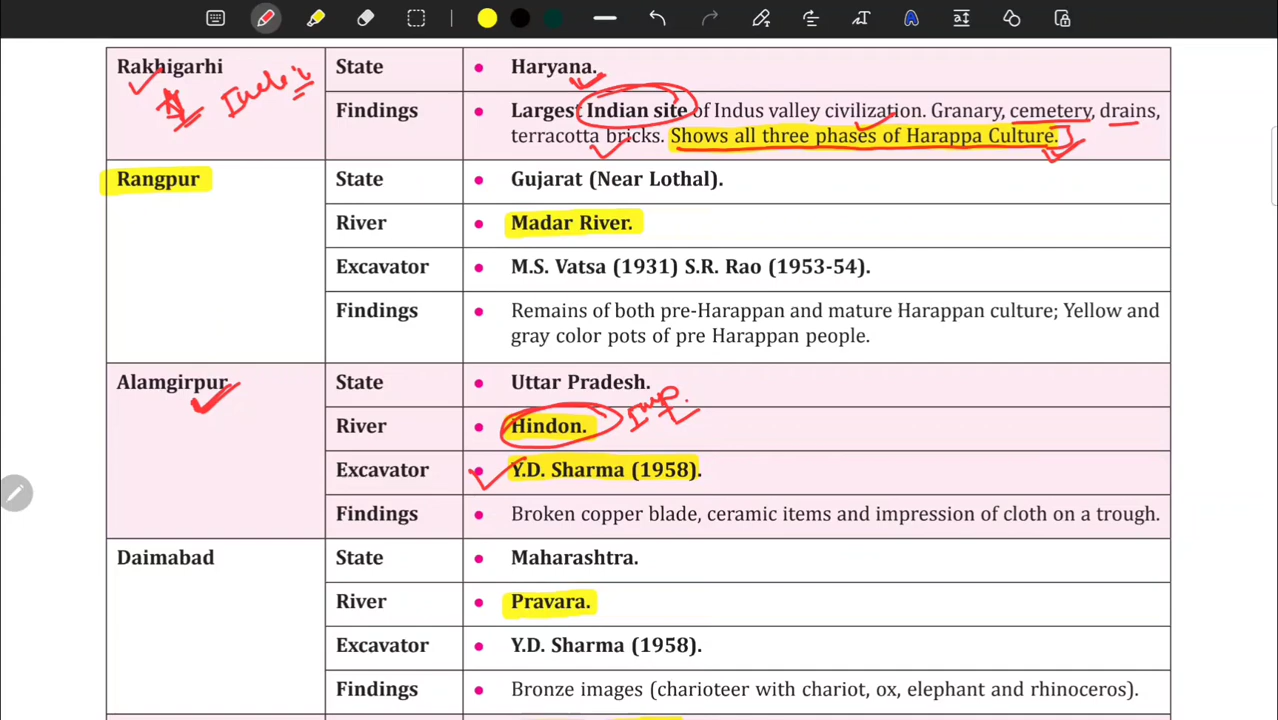 Rakhigarhi
State
Haryana.
Findings
Largest Indian site of Indus valley civilization. Granary, cemetery, drains,
terracotta bricks. Shows all three phases of Harappa Culture.
Rangpur
State
Gujarat (Near Lothal).
River
Madar River.
Excavator
M.S. Vatsa (1931) S.R. Rao (1953-54).
Findings
Remains of both pre-Harappan and mature Harappan culture; Yellow and
gray color pots of pre Harappan people.
Alamgirpur
State
Uttar Pradesh.
River
Hindon.
Imp.
Excavator
Y.D. Sharma (1958).
Findings
Broken copper blade, ceramic items and impression of cloth on a trough.
Daimabad
State
Maharashtra.
River
Pravara.
Excavator
Y.D. Sharma (1958).
Findings
Bronze images (charioteer with chariot, ox, elephant and rhinoceros).